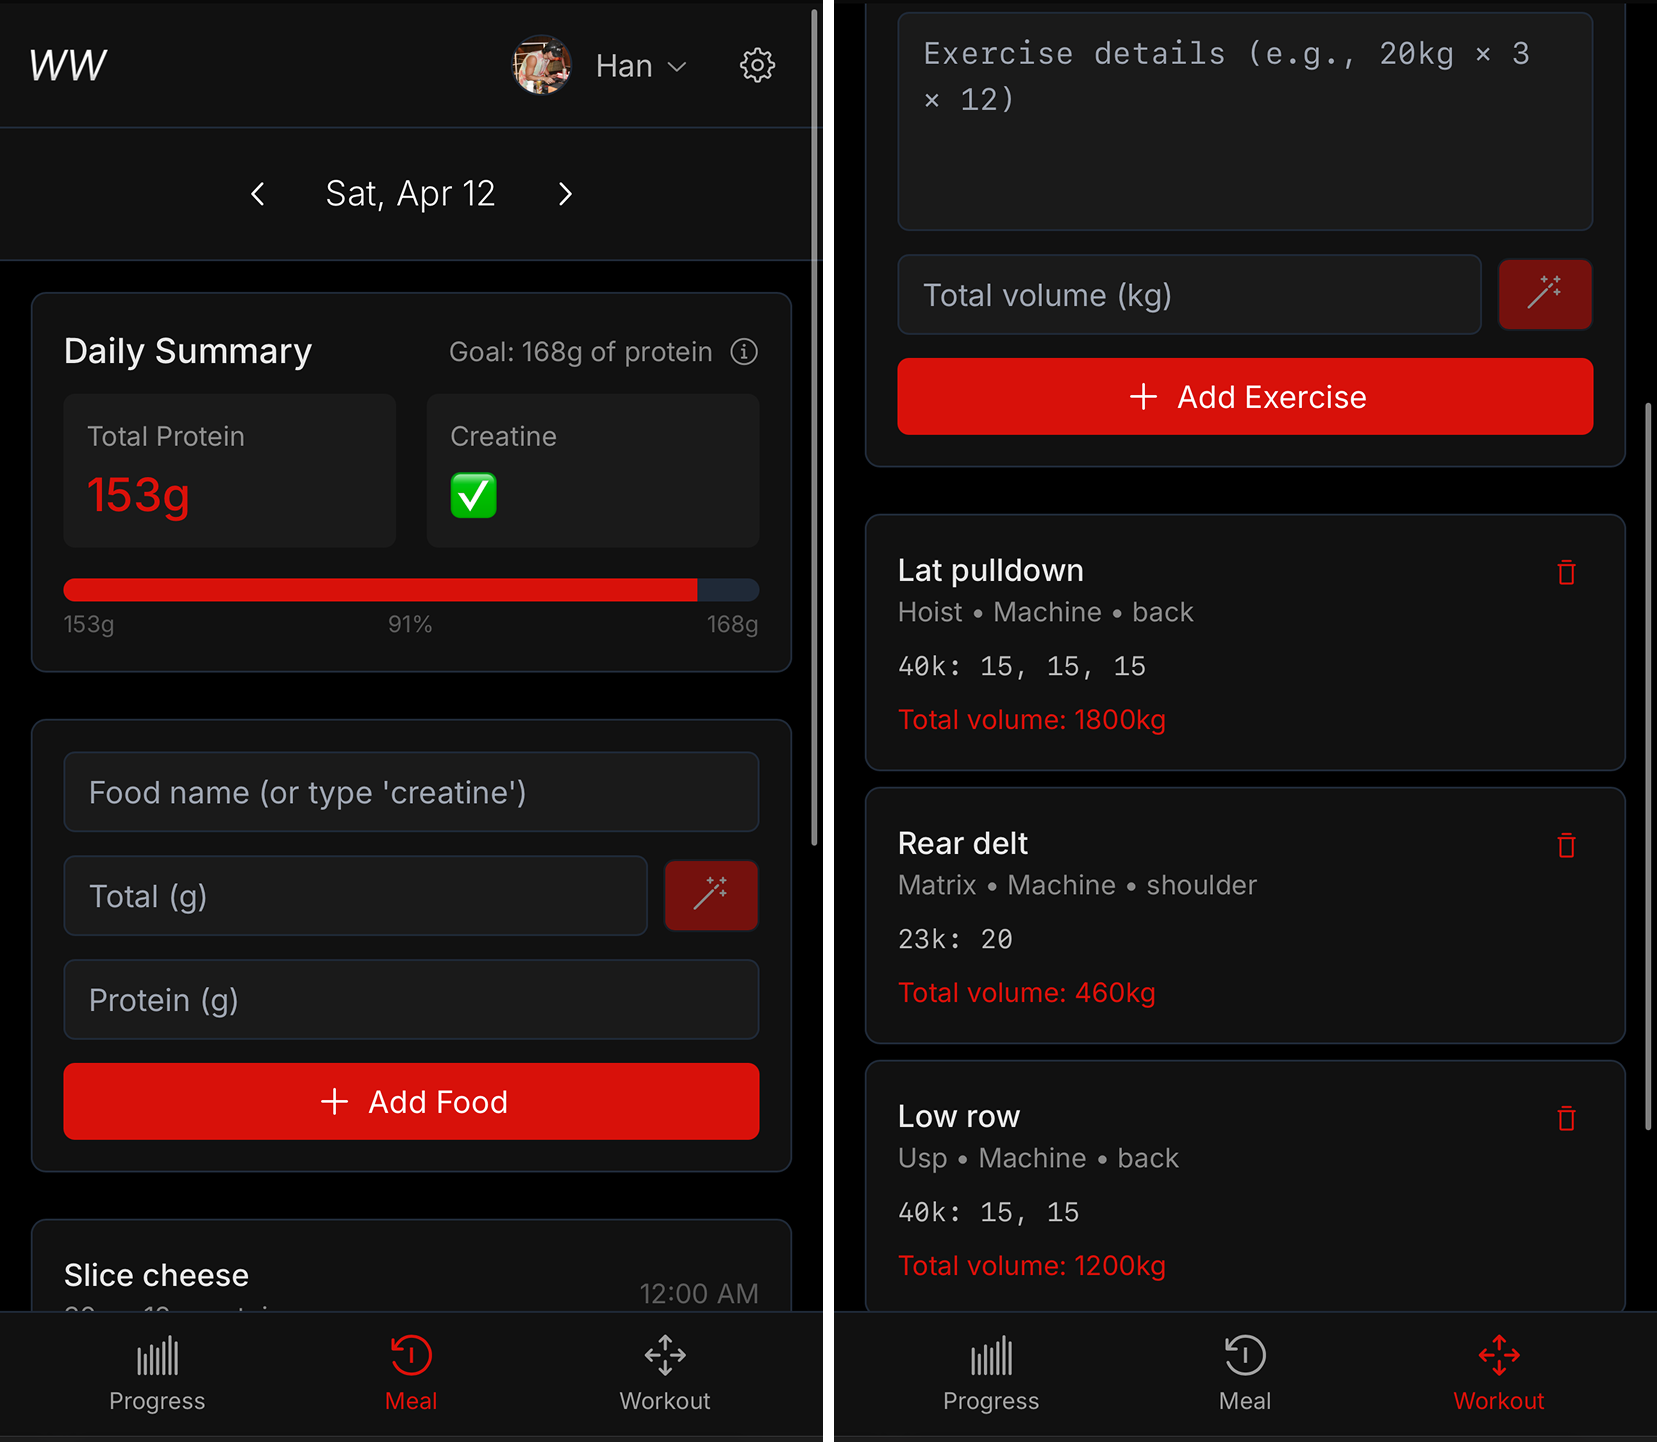 WW
Han
Sat, Apr 12
Daily Summary
Goal: 168g of protein
Total Protein
Creatine
153g
153g
91%
168g
Food name (or type 'creatine')
Total (g)
Protein (g)
+ Add Food
Slice cheese
12:00 AM
Progress
Meal
Workout
Exercise details (e.g., 20kg × 3
× 12)
Total volume (kg)
+ Add Exercise
Lat pulldown
Hoist • Machine • back
40k: 15, 15, 15
Total volume: 1800kg
Rear delt
Matrix • Machine • shoulder
23k: 20
Total volume: 460kg
Low row
Usp • Machine • back
40k: 15, 15
Total volume: 1200kg
Progress
Meal
Workout